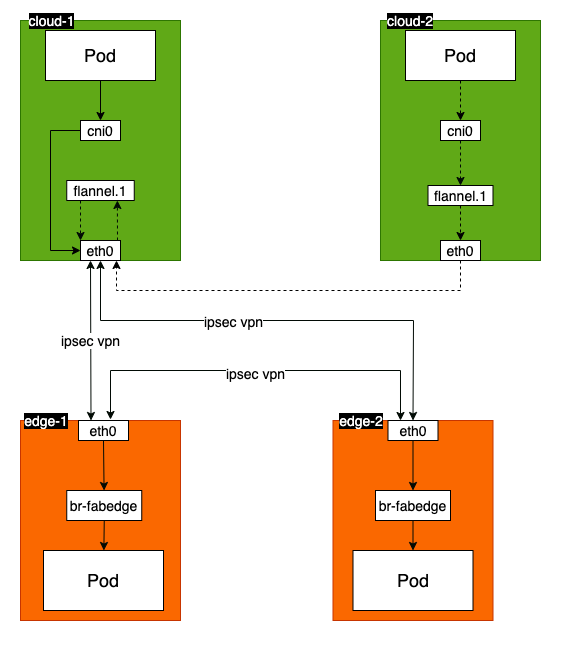 cloud-1
cloud-2
Pod
Pod
cni0
cni0
flannel.1
flannel.1
eth0
eth0
ipsec vpn
ipsec vpn
ipsec vpn
edge-1
edge-2
eth0
eth0
br-fabedge
br-fabedge
Pod
Pod